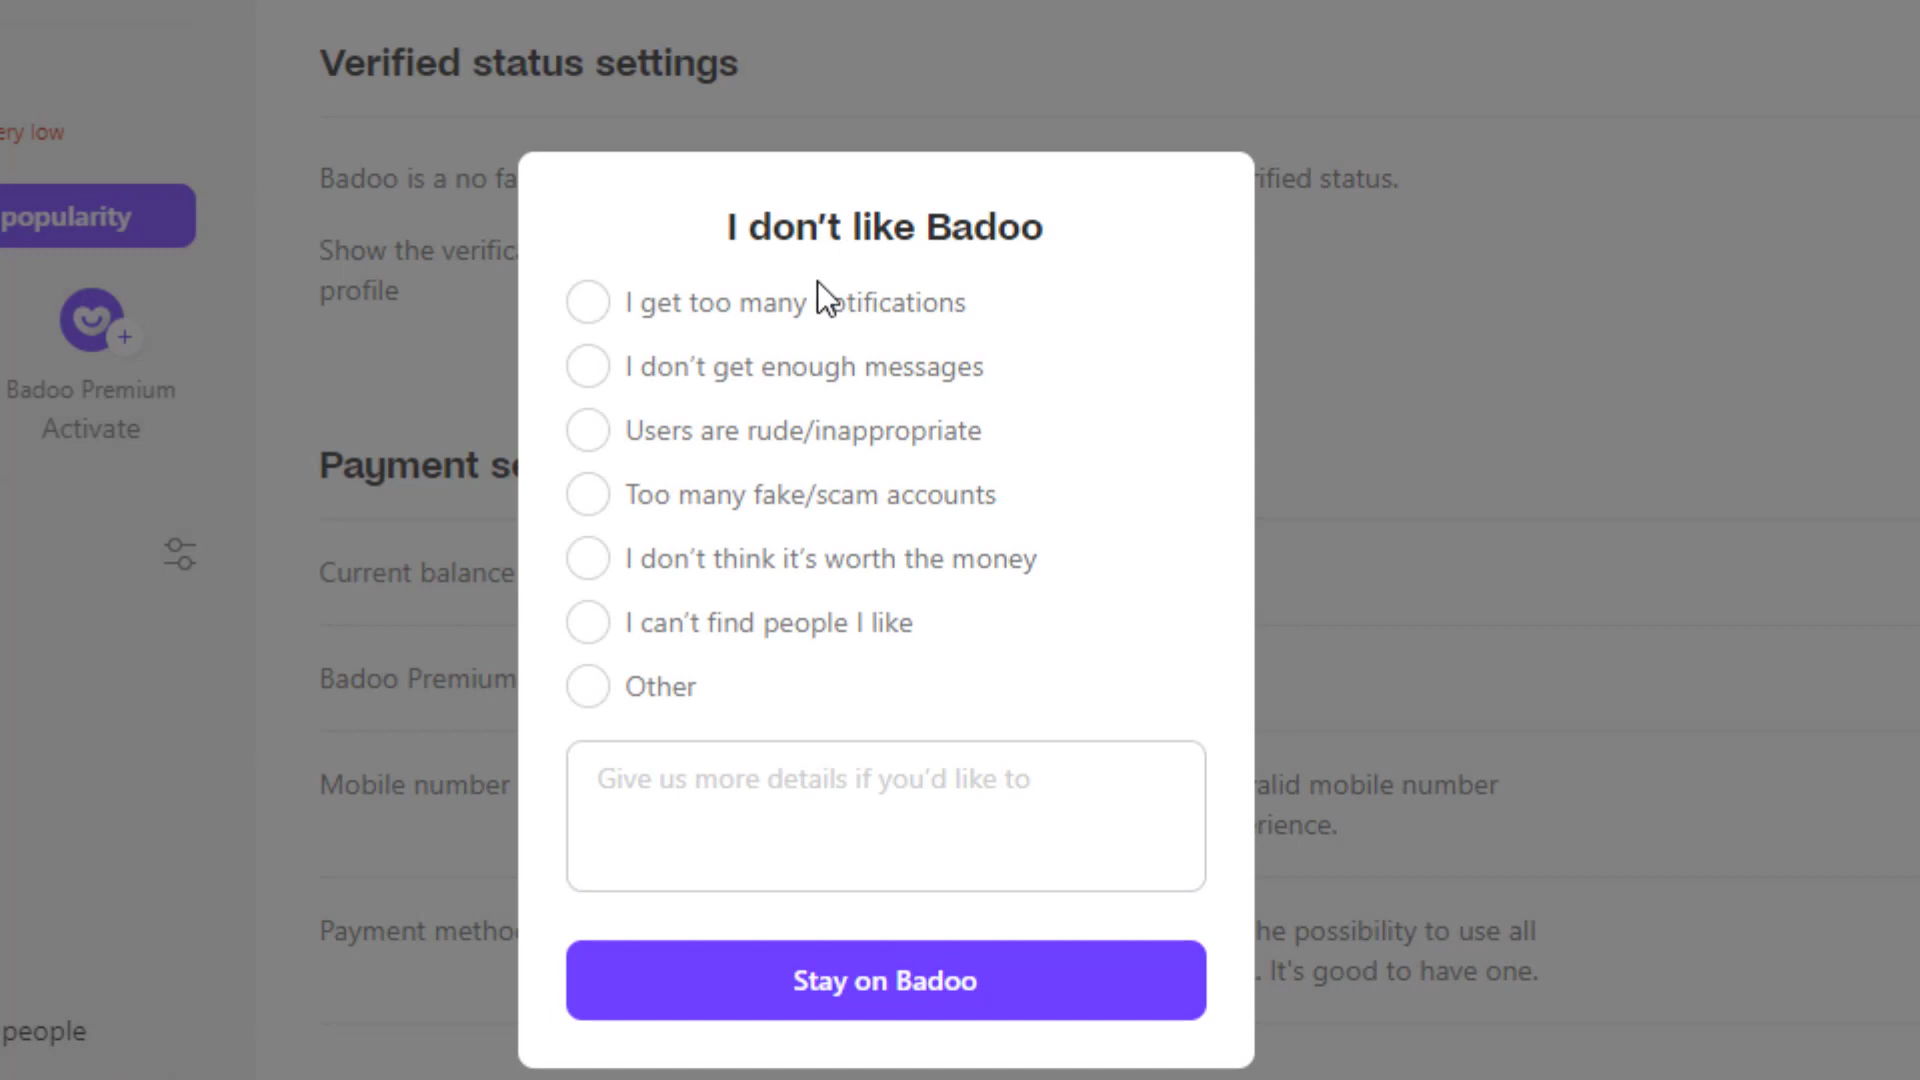 Verified status settings
ery low
popularity
Badoo is a no fa
ified status.
Show the verific
profile
Badoo Premium
Activate
Payment se
Current balance
Badoo Premium
Mobile number
alid mobile number
rience.
Payment metho
he possibility to use all
. It's good to have one.
people
I don't like Badoo
I get too many otifications
I don't get enough messages
Users are rude/inappropriate
Too many fake/scam accounts
I don't think it's worth the money
I can't find people I like
Other
Give us more details if you'd like to
Stay on Badoo